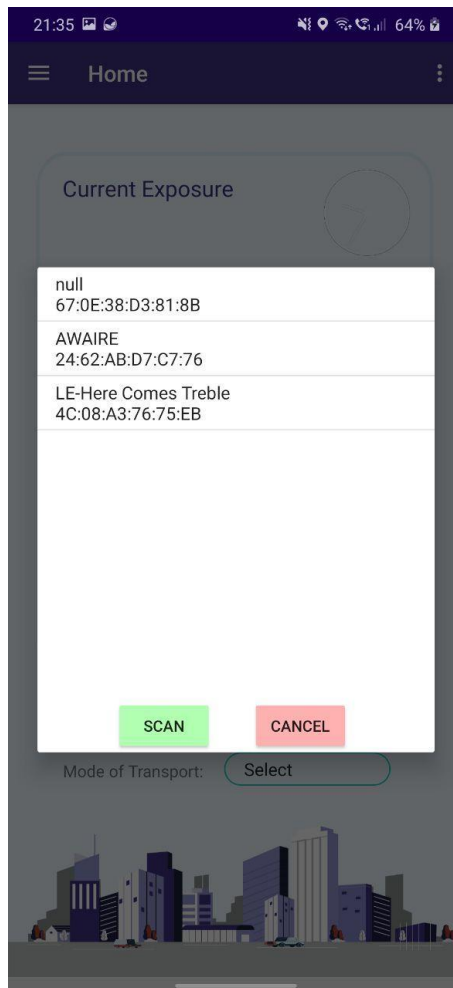 21:35
64%
Home
Current Exposure
null
67:0E:38:D3:81:8B
AWAIRE
24:62:AB:D7:C7:76
LE-Here Comes Treble
4C:08:A3:76:75:EB
SCAN CANCEL
Mode of Transport: Select